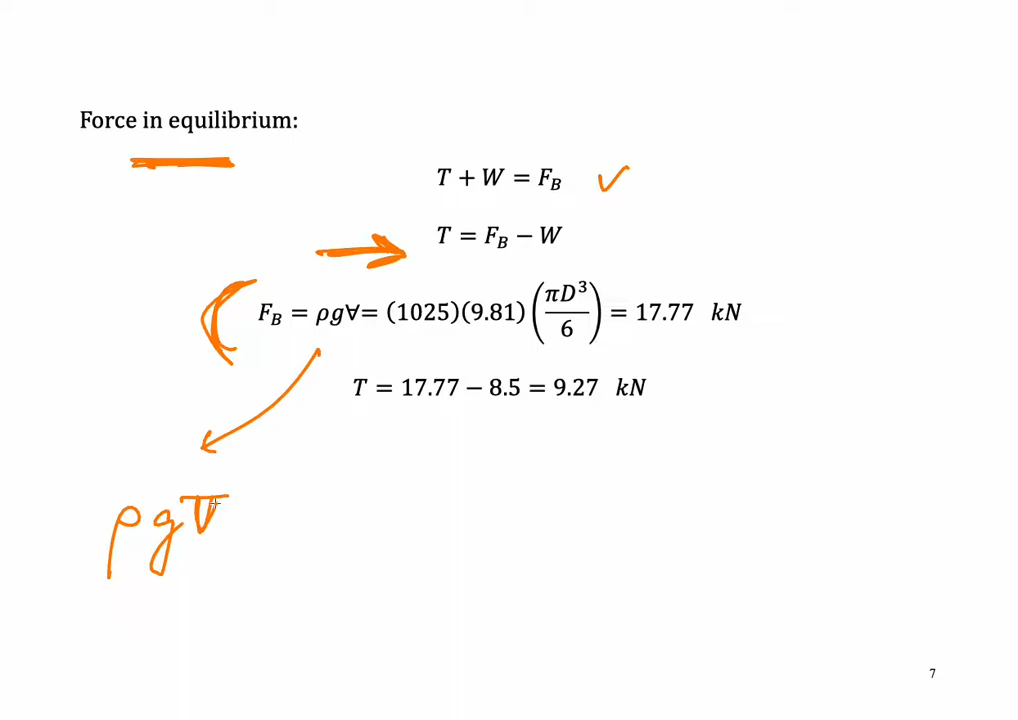 Force in equilibrium:
T + W = F_B
T = F_B − W
F_B = ρg∀= (1025)(9.81)(πD³/6) = 17.77 kN
T = 17.77 − 8.5 = 9.27 kN
ρg∀
7